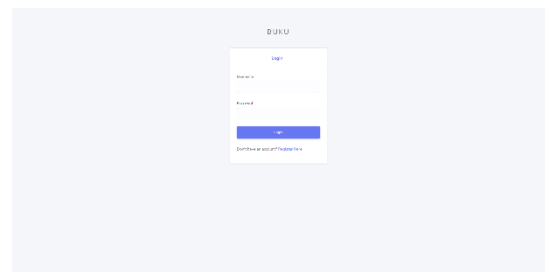 BUKU
Login
Username
Password
Login
Don't have an account? Register here